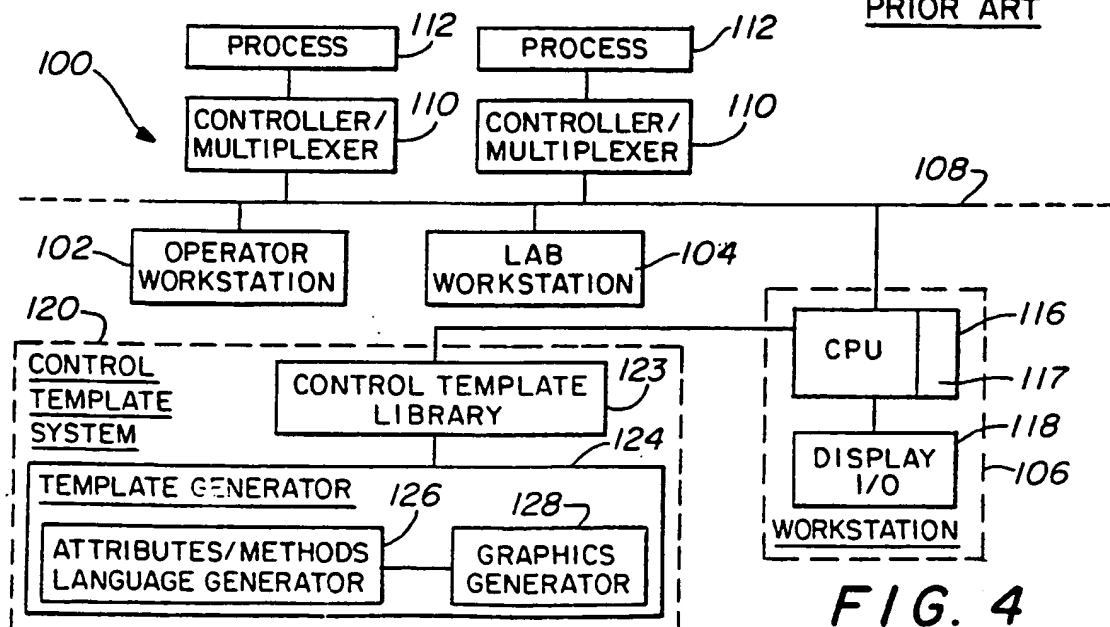 PRIOR ART
112
112
PROCESS
PROCESS
100
110
110
CONTROLLER/
MULTIPLEXER
CONTROLLER/
MULTIPLEXER
108
102
OPERATOR
WORKSTATION
LAB
WORKSTATION
104
120
116
CPU
117
CONTROL
TEMPLATE
SYSTEM
CONTROL TEMPLATE
LIBRARY
123
124
118
DISPLAY
I/O
106
WORKSTATION
TEMPLATE GENERATOR
126
128
ATTRIBUTES/METHODS
LANGUAGE GENERATOR
GRAPHICS
GENERATOR
FIG. 4